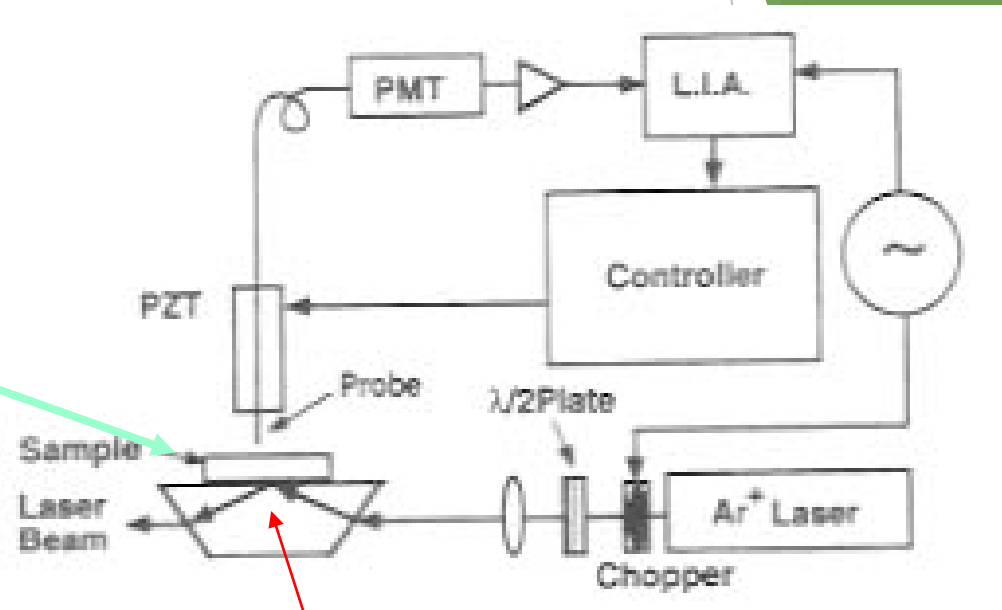 PMT
L.I.A.
Controller
~
PZT
Probe
λ/2Plate
Sample
Laser
Beam
Ar⁺ Laser
Chopper